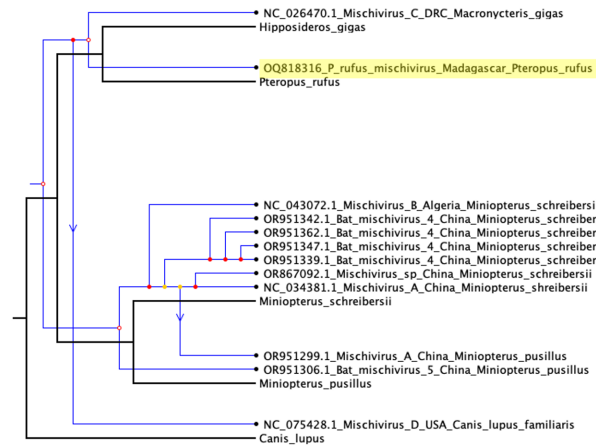 NC_026470.1_Mischivirus_C_DRC_Macronycteris_gigas
Hipposideros_gigas
OQ818316_P_rufus_mischivirus_Madagascar_Pteropus_rufus
Pteropus_rufus
NC_043072.1_Mischivirus_B_Algeria_Miniopterus_schreibersi
OR951342.1_Bat_mischivirus_4_China_Miniopterus_schreiber
OR951362.1_Bat_mischivirus_4_China_Miniopterus_schreiber
OR951347.1_Bat_mischivirus_4_China_Miniopterus_schreiber
OR951339.1_Bat_mischivirus_4_China_Miniopterus_schreiber
OR867092.1_Mischivirus_sp_China_Miniopterus_schreibersii
NC_034381.1_Mischivirus_A_China_Miniopterus_shreibersii
Miniopterus_schreibersii
OR951299.1_Mischivirus_A_China_Miniopterus_pusillus
OR951306.1_Bat_mischivirus_5_China_Miniopterus_pusillus
Miniopterus_pusillus
NC_075428.1_Mischivirus_D_USA_Canis_lupus_familiaris
Canis_lupus